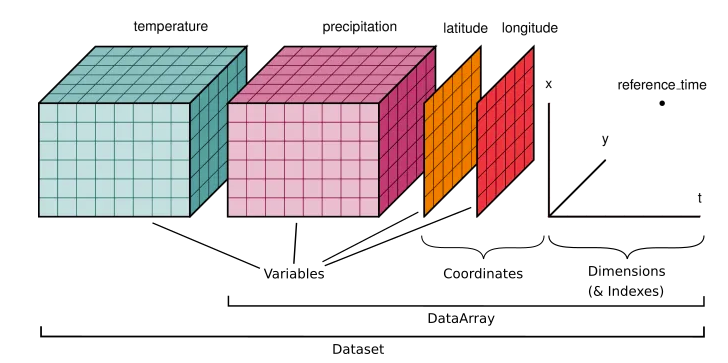 temperature
precipitation
latitude
longitude
x
reference_time
y
t
Variables
Coordinates
Dimensions
(& Indexes)
DataArray
Dataset